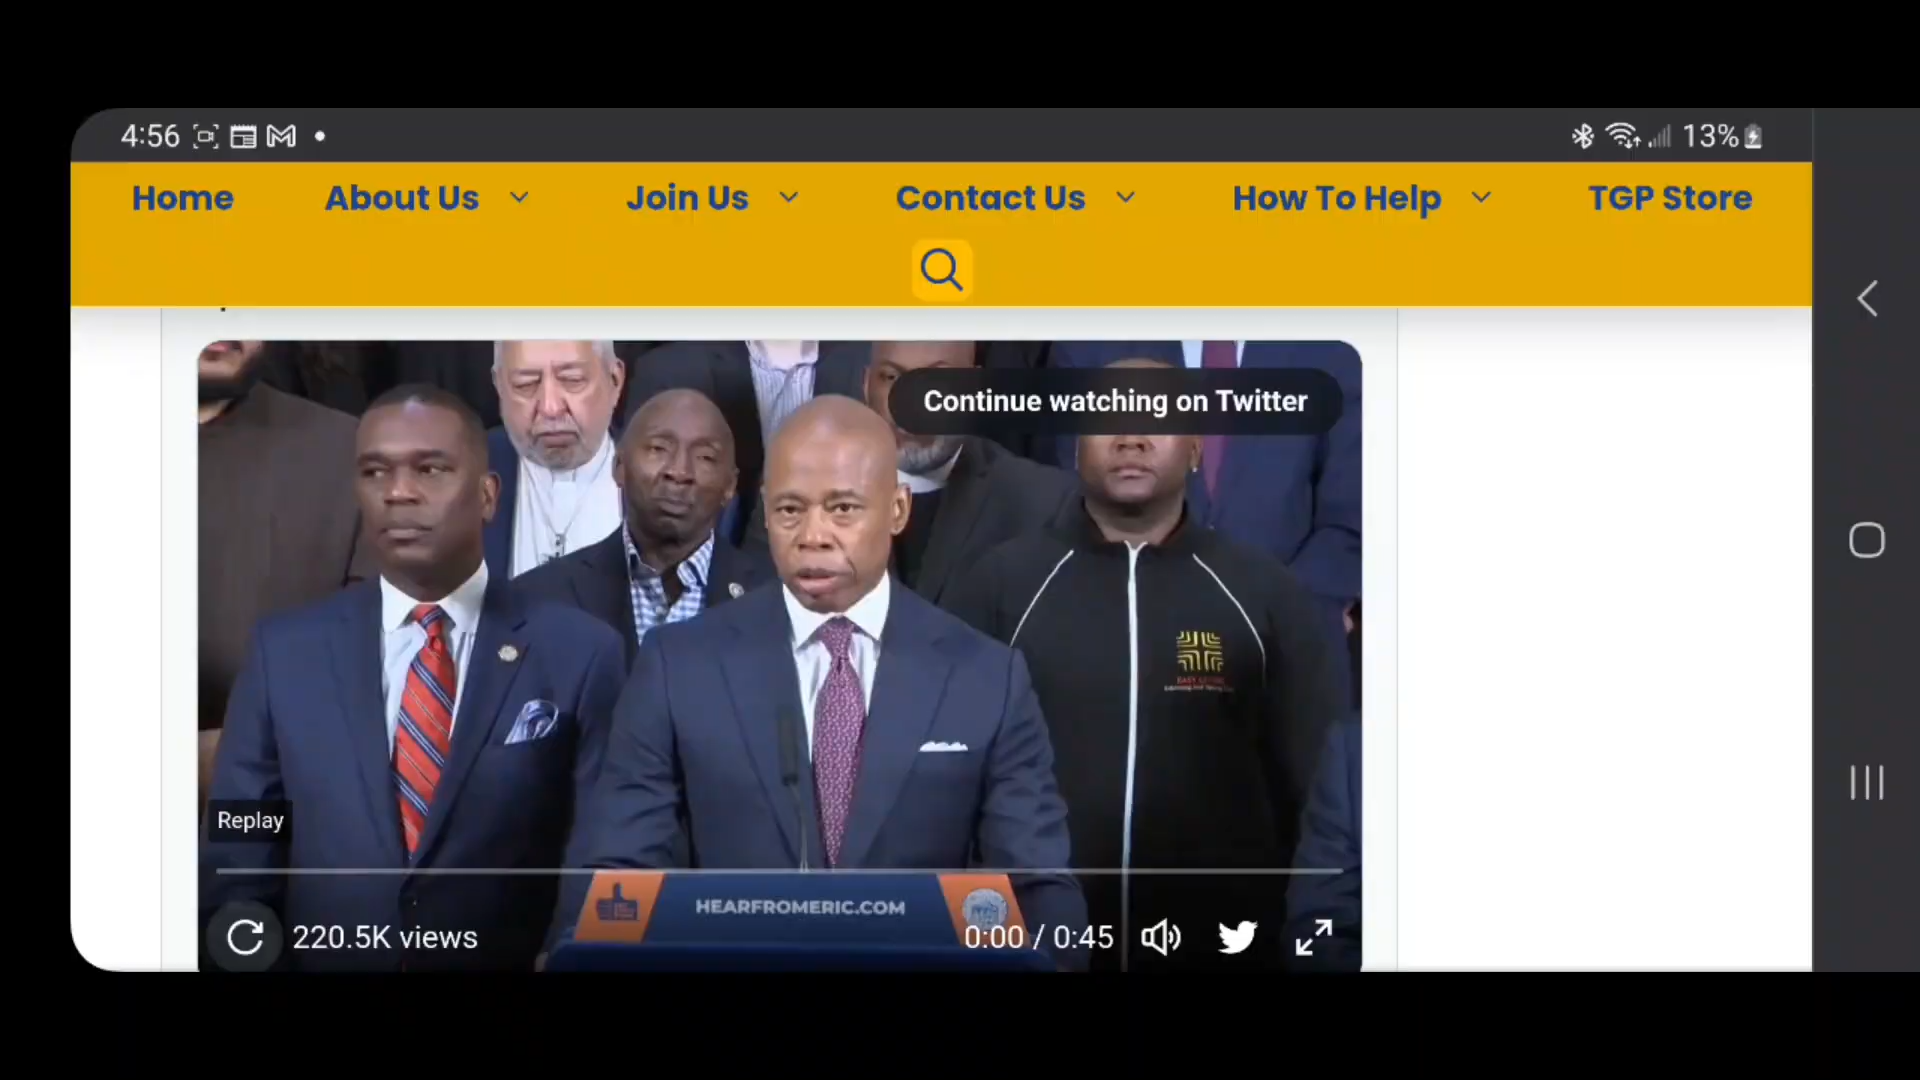 4:56
13%
Home
About Us
Join Us
Contact Us
How To Help
TGP Store
Continue watching on Twitter
Replay
HEARFROMERIC.COM
220.5K views
0:00 / 0:45